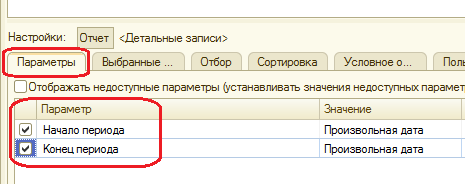 Настройки: Отчет <Детальные записи>
Параметры Выбранные ... Отбор Сортировка Условное о... Поль
Отображать недоступные параметры (устанавливать значения недоступных парамет
Параметр Значение
Начало периода Произвольная дата
Конец периода Произвольная дата